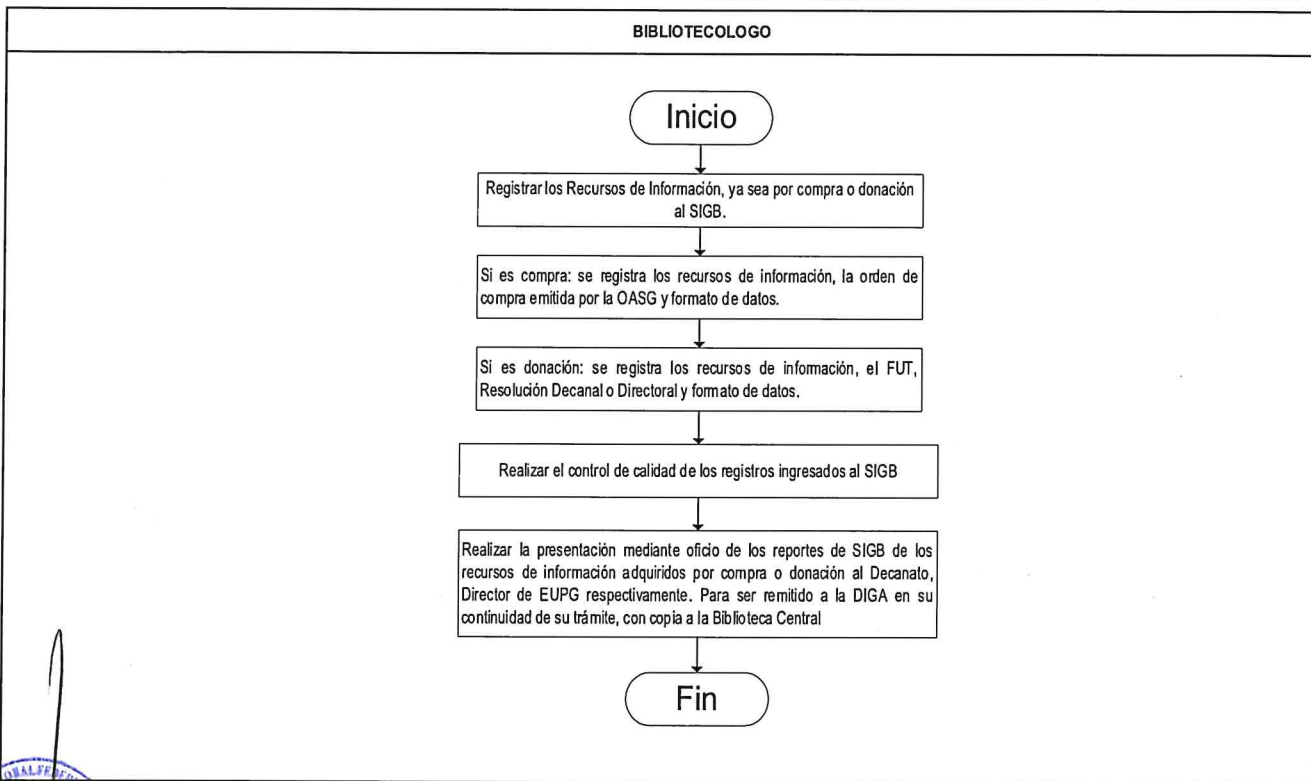 BIBLIOTECOLOGO
Inicio
Registrar los Recursos de Información, ya sea por compra o donación
al SIGB.
Si es compra: se registra los recursos de información, la orden de
compra emitida por la OASG y formato de datos.
Si es donación: se registra los recursos de información, el FUT,
Resolución Decanal o Directoral y formato de datos.
Realizar el control de calidad de los registros ingresados al SIGB
Realizar la presentación mediante oficio de los reportes de SIGB de los
recursos de información adquiridos por compra o donación al Decanato,
Director de EUPG respectivamente. Para ser remitido a la DIGA en su
continuidad de su trámite, con copia a la Biblioteca Central
Fin